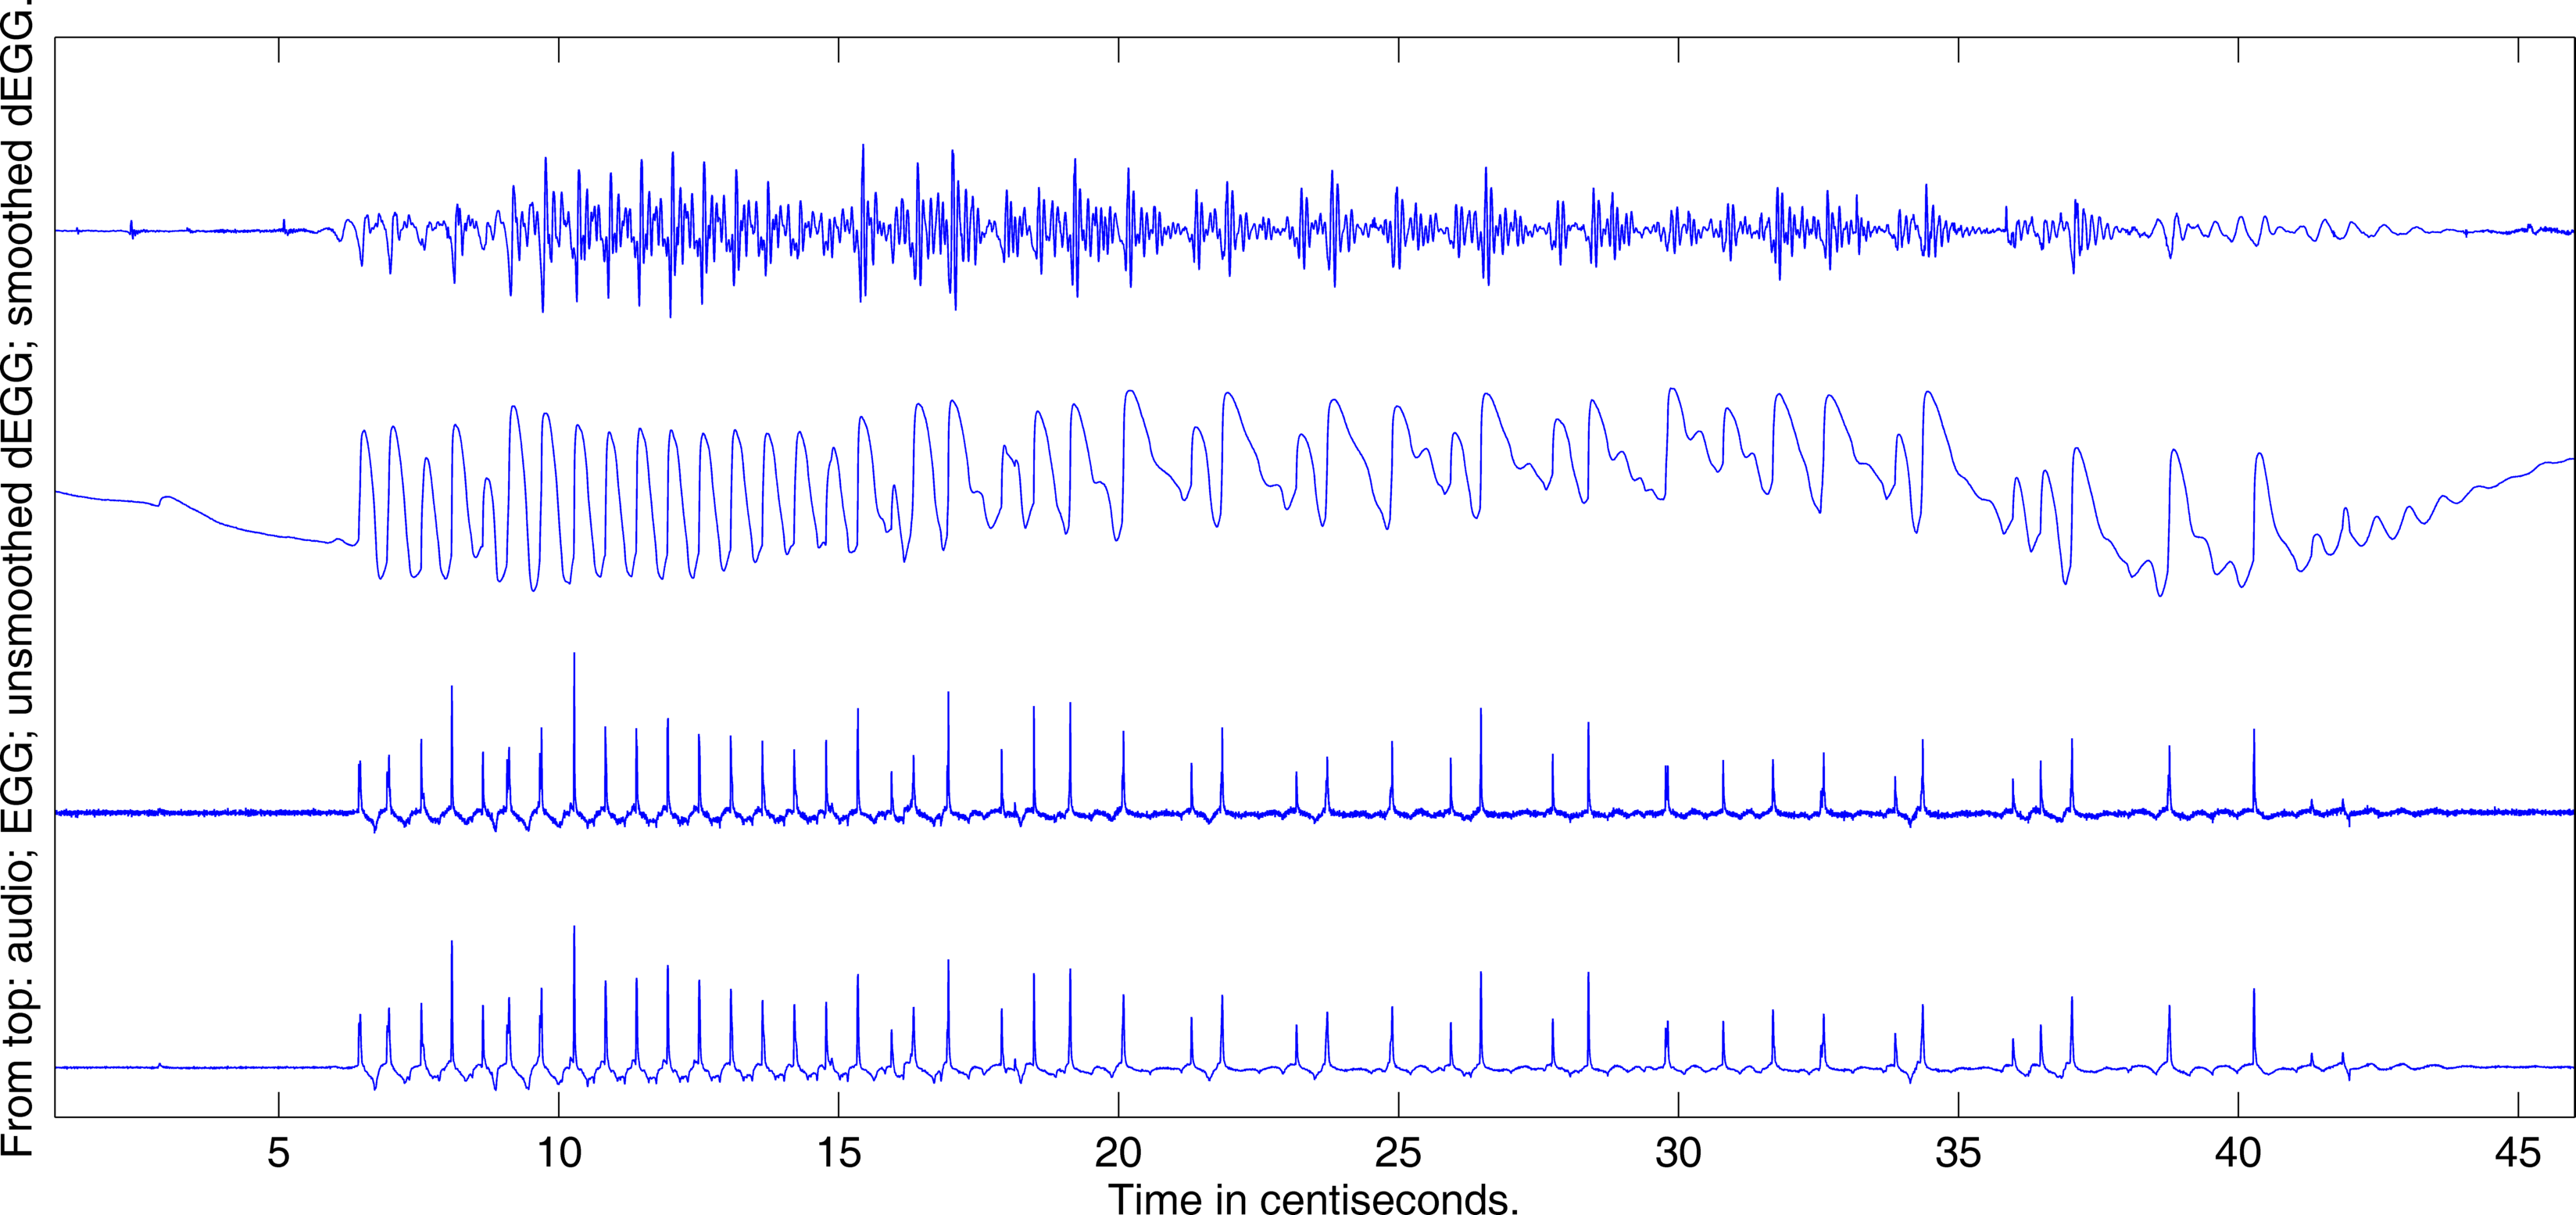 From top: audio; EGG; unsmoothed dEGG; smoothed dEGG.
5 10 15 20 25 30 35 40 45
Time in centiseconds.